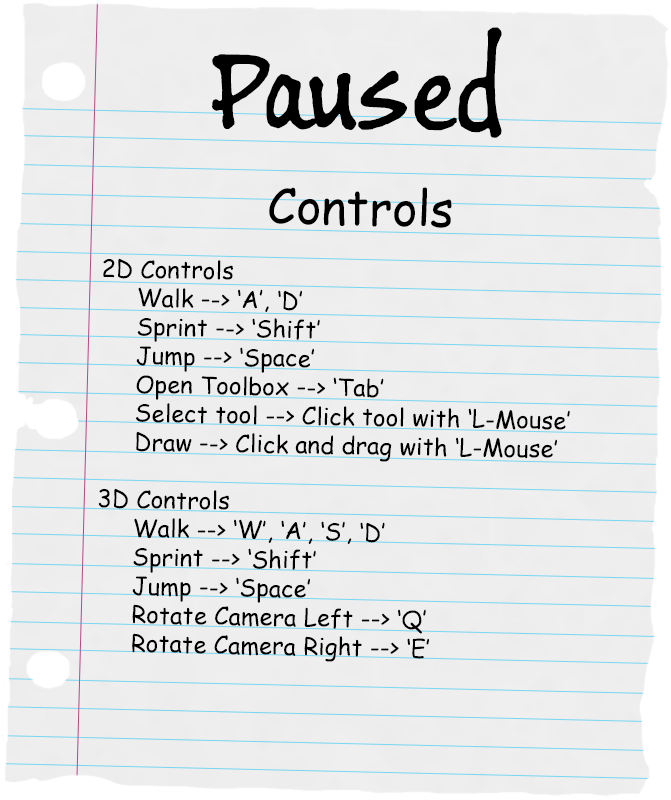 Paused
Controls
2D Controls
Walk --> ‘A’, ‘D’
Sprint --> ‘Shift’
Jump --> ‘Space’
Open Toolbox --> ‘Tab’
Select tool --> Click tool with ‘L-Mouse’
Draw --> Click and drag with ‘L-Mouse’
3D Controls
Walk --> ‘W’, ‘A’, ‘S’, ‘D’
Sprint --> ‘Shift’
Jump --> ‘Space’
Rotate Camera Left --> ‘Q’
Rotate Camera Right --> ‘E’